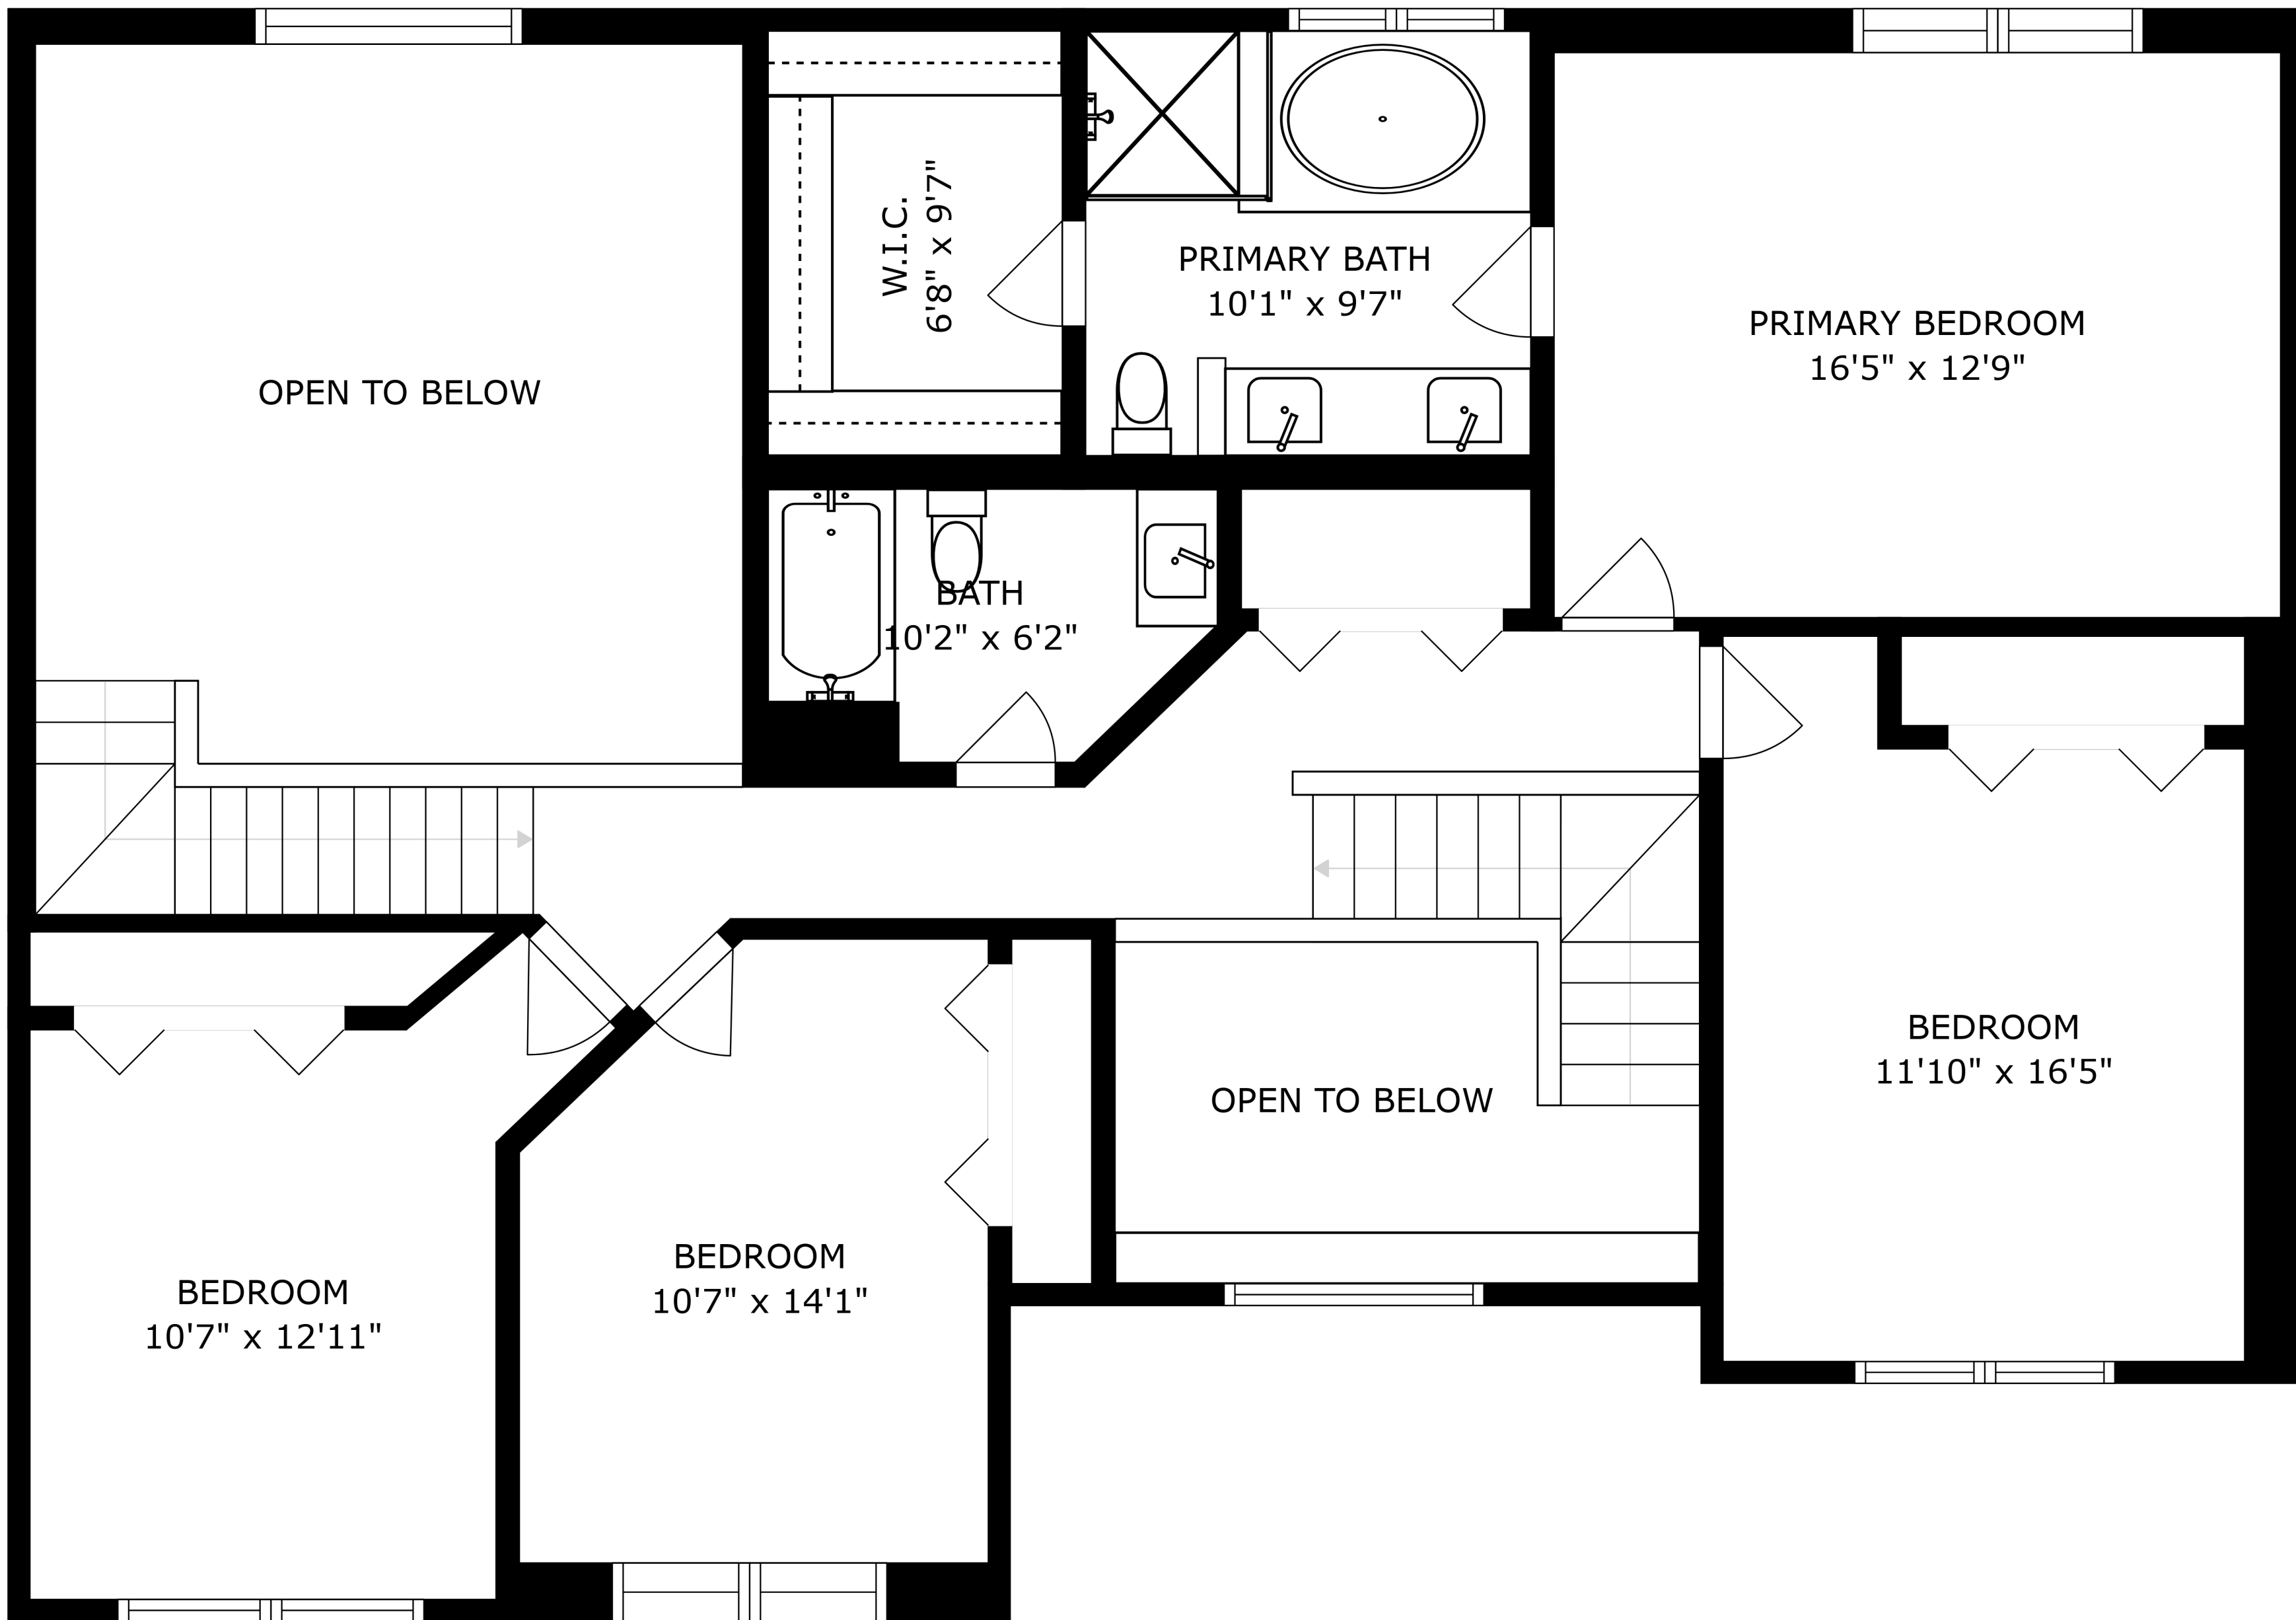 W.I.C.
6'8" x 9'7"
PRIMARY BATH
10'1" x 9'7"
PRIMARY BEDROOM
16'5" x 12'9"
OPEN TO BELOW
BATH
10'2" x 6'2"
BEDROOM
11'10" x 16'5"
OPEN TO BELOW
BEDROOM
10'7" x 14'1"
BEDROOM
10'7" x 12'11"